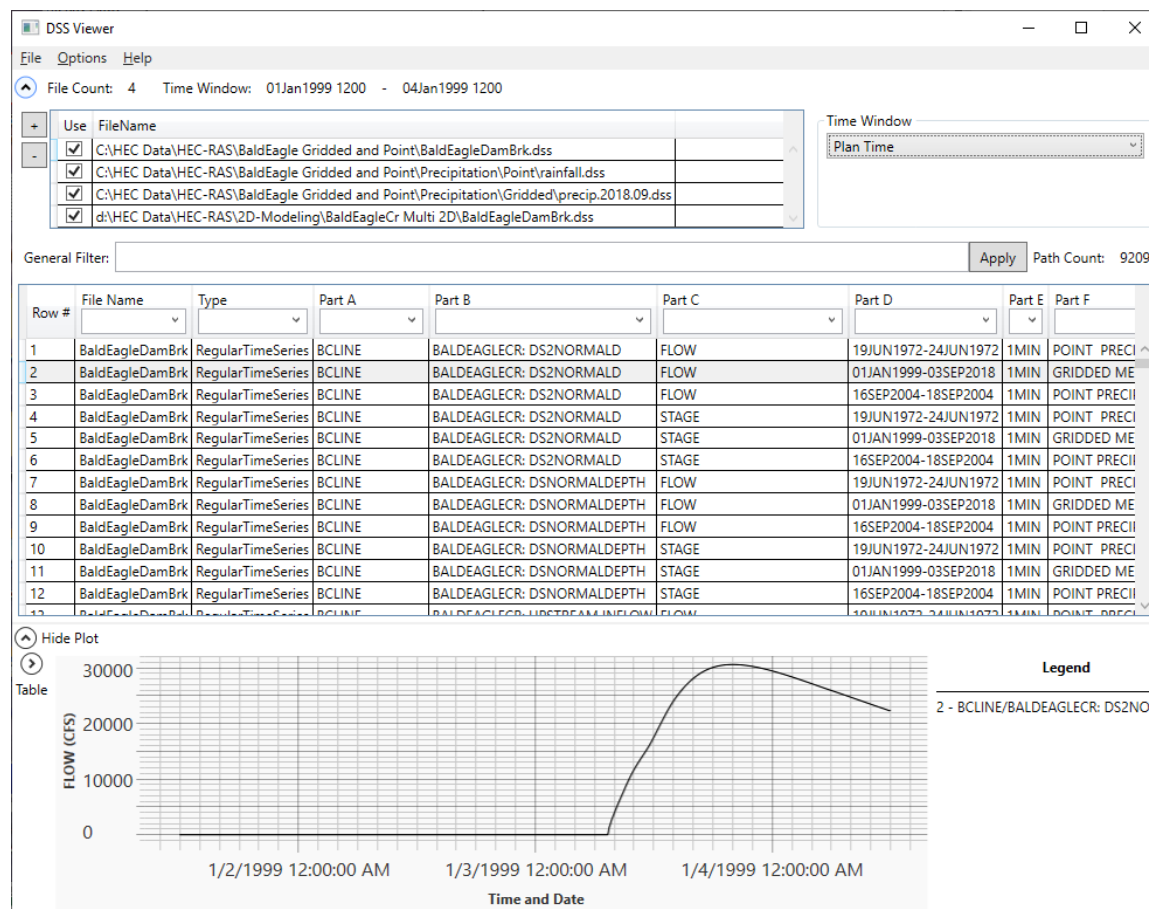 DSS Viewer
File Options Help
File Count: 4 Time Window: 01Jan1999 1200 - 04Jan1999 1200
+ Use FileName
- C:\HEC Data\HEC-RAS\BaldEagle Gridded and Point\BaldEagleDamBrk.dss
C:\HEC Data\HEC-RAS\BaldEagle Gridded and Point\Precipitation\Point\rainfall.dss
C:\HEC Data\HEC-RAS\BaldEagle Gridded and Point\Precipitation\Gridded\precip.2018.09.dss
d:\HEC Data\HEC-RAS\2D-Modeling\BaldEagleCr Multi 2D\BaldEagleDamBrk.dss
Time Window
Plan Time
General Filter: Apply Path Count: 9209
Row # File Name Type Part A Part B Part C Part D Part E Part F
1 BaldEagleDamBrk RegularTimeSeries BCLINE BALDEAGLECR: DS2NORMALD FLOW 19JUN1972-24JUN1972 1MIN POINT PRECI
2 BaldEagleDamBrk RegularTimeSeries BCLINE BALDEAGLECR: DS2NORMALD FLOW 01JAN1999-03SEP2018 1MIN GRIDDED ME
3 BaldEagleDamBrk RegularTimeSeries BCLINE BALDEAGLECR: DS2NORMALD FLOW 16SEP2004-18SEP2004 1MIN POINT PRECI
4 BaldEagleDamBrk RegularTimeSeries BCLINE BALDEAGLECR: DS2NORMALD STAGE 19JUN1972-24JUN1972 1MIN POINT PRECI
5 BaldEagleDamBrk RegularTimeSeries BCLINE BALDEAGLECR: DS2NORMALD STAGE 01JAN1999-03SEP2018 1MIN GRIDDED ME
6 BaldEagleDamBrk RegularTimeSeries BCLINE BALDEAGLECR: DS2NORMALD STAGE 16SEP2004-18SEP2004 1MIN POINT PRECI
7 BaldEagleDamBrk RegularTimeSeries BCLINE BALDEAGLECR: DSNORMALDEPTH FLOW 19JUN1972-24JUN1972 1MIN POINT PRECI
8 BaldEagleDamBrk RegularTimeSeries BCLINE BALDEAGLECR: DSNORMALDEPTH FLOW 01JAN1999-03SEP2018 1MIN GRIDDED ME
9 BaldEagleDamBrk RegularTimeSeries BCLINE BALDEAGLECR: DSNORMALDEPTH FLOW 16SEP2004-18SEP2004 1MIN POINT PRECI
10 BaldEagleDamBrk RegularTimeSeries BCLINE BALDEAGLECR: DSNORMALDEPTH STAGE 19JUN1972-24JUN1972 1MIN POINT PRECI
11 BaldEagleDamBrk RegularTimeSeries BCLINE BALDEAGLECR: DSNORMALDEPTH STAGE 01JAN1999-03SEP2018 1MIN GRIDDED ME
12 BaldEagleDamBrk RegularTimeSeries BCLINE BALDEAGLECR: DSNORMALDEPTH STAGE 16SEP2004-18SEP2004 1MIN POINT PRECI
Hide Plot
Table
30000
20000
10000
0
FLOW (CFS)
1/2/1999 12:00:00 AM 1/3/1999 12:00:00 AM 1/4/1999 12:00:00 AM
Time and Date
Legend
2 - BCLINE/BALDEAGLECR: DS2NO